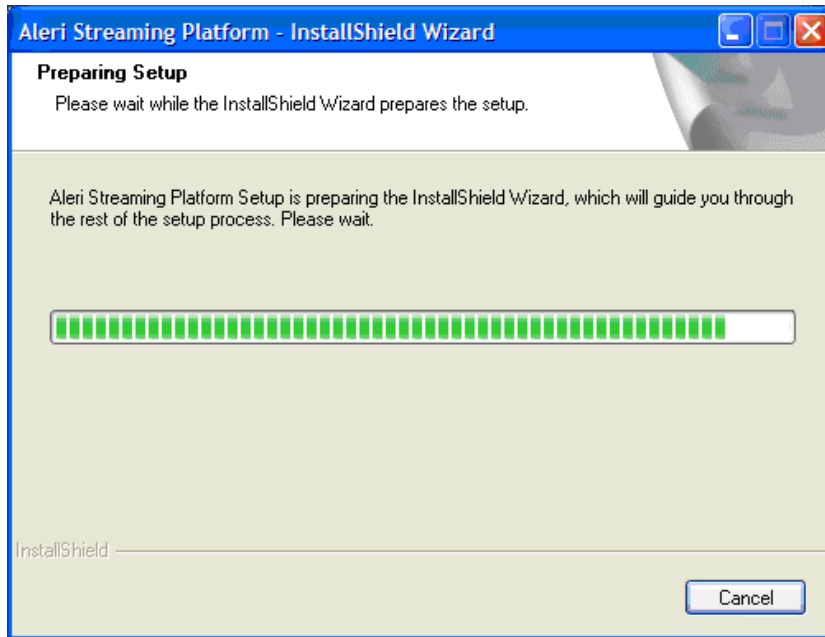 Aleri Streaming Platform - InstallShield Wizard
Preparing Setup
Please wait while the InstallShield Wizard prepares the setup.
Aleri Streaming Platform Setup is preparing the InstallShield Wizard, which will guide you through
the rest of the setup process. Please wait.
InstallShield
Cancel